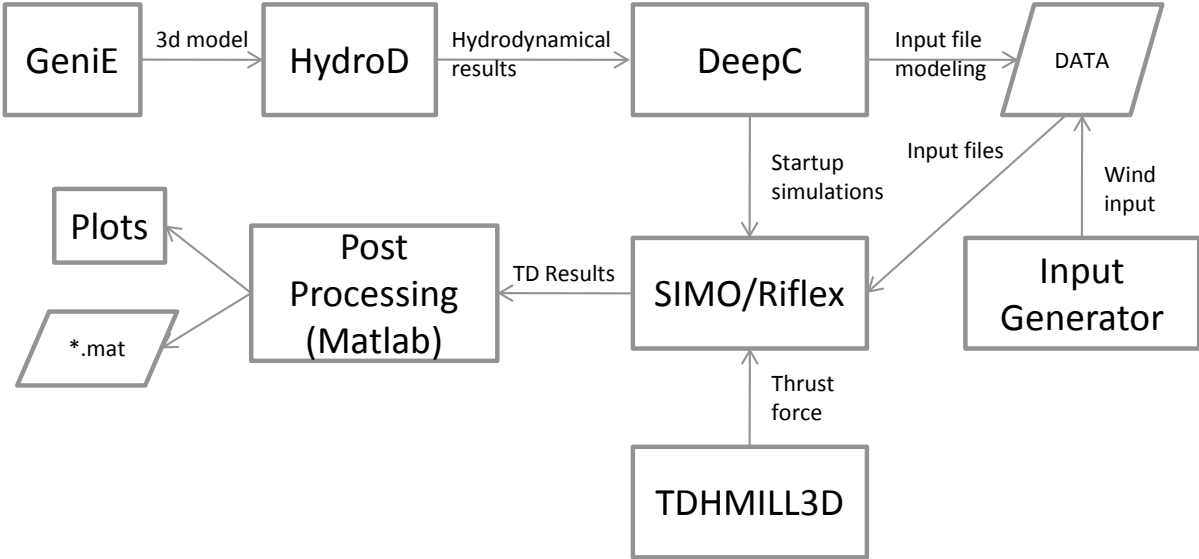 GeniE
3d model
HydroD
Hydrodynamical
results
DeepC
Input file
modeling
DATA
Startup
simulations
Input files
Wind
input
Plots
*.mat
Post
Processing
(Matlab)
TD Results
SIMO/Riflex
Input
Generator
Thrust
force
TDHMILL3D